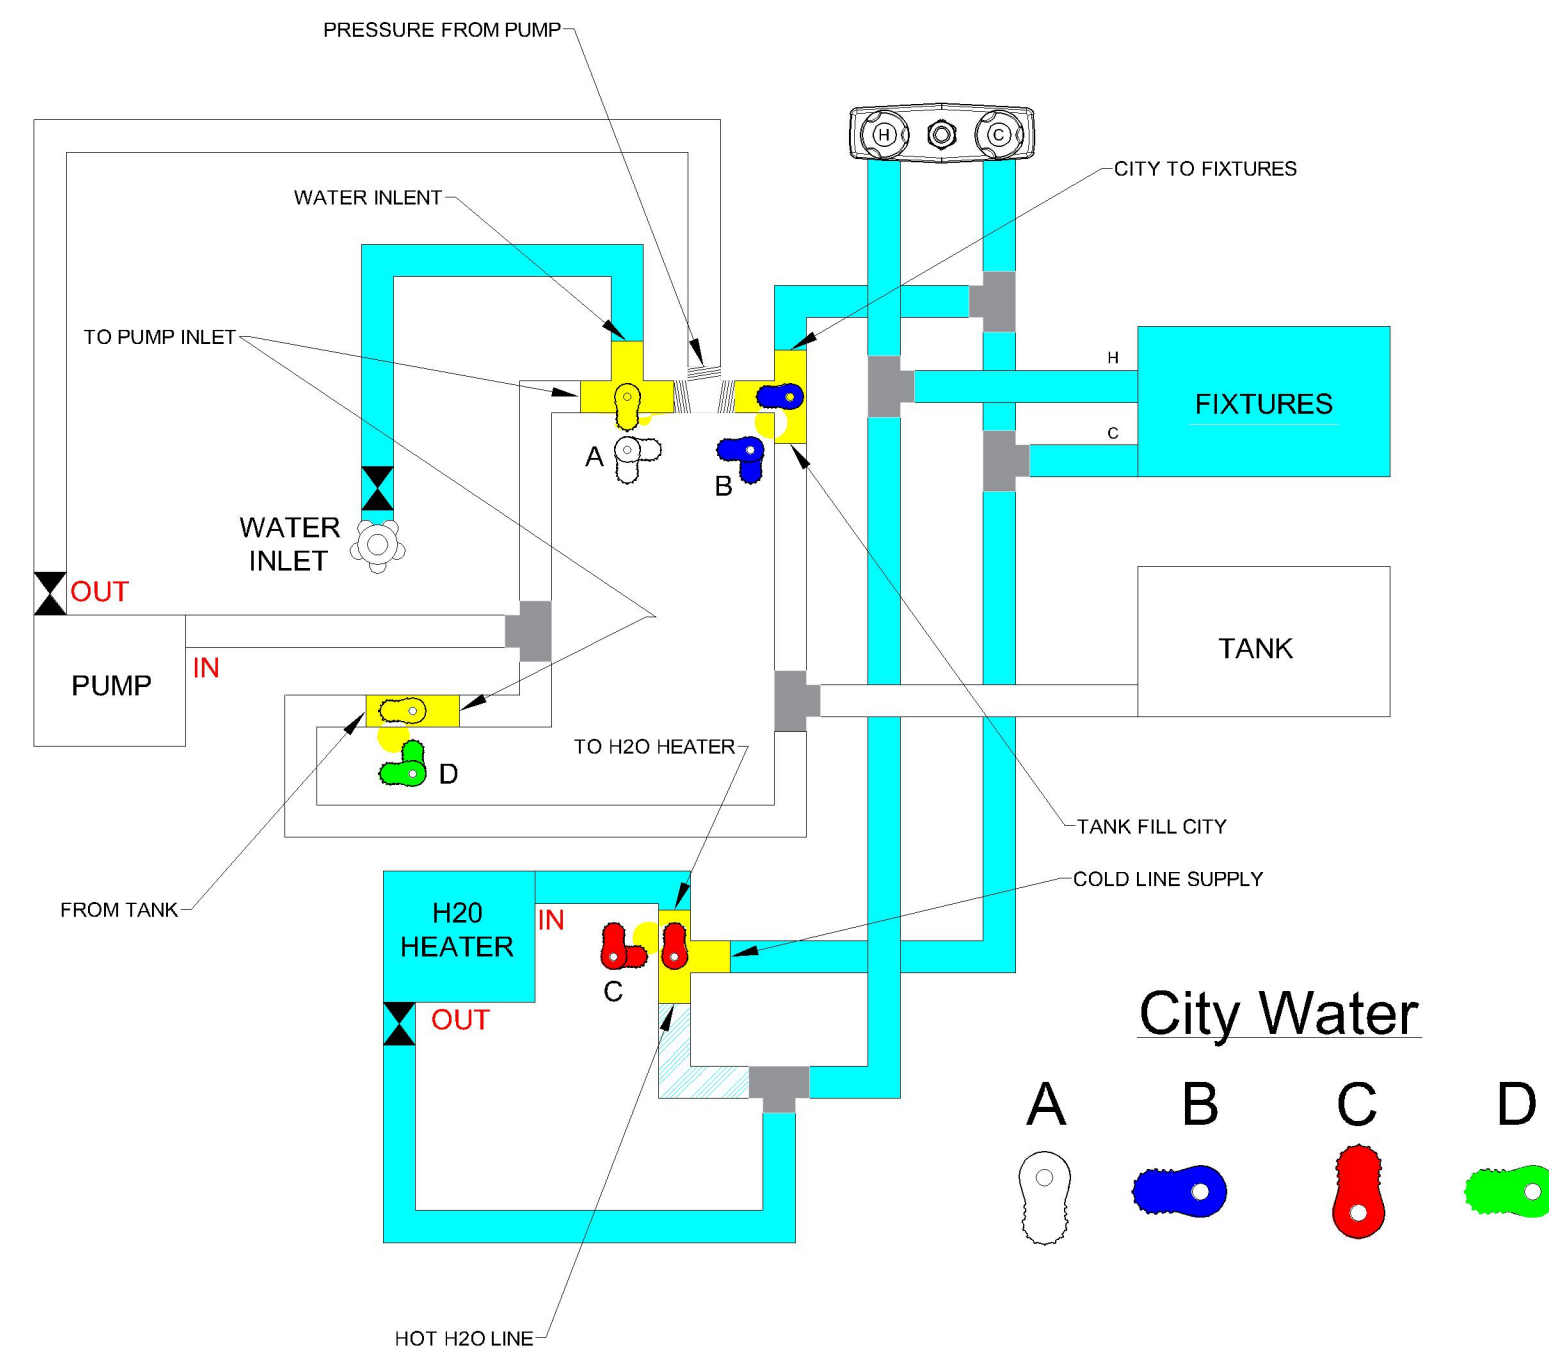 PRESSURE FROM PUMP
H
C
CITY TO FIXTURES
WATER INLENT
TO PUMP INLET
H
FIXTURES
C
A
B
WATER
INLET
OUT
PUMP
IN
TANK
TO H2O HEATER
D
TANK FILL CITY
COLD LINE SUPPLY
FROM TANK
H20
HEATER
IN
C
OUT
City Water
A
B
C
D
HOT H2O LINE